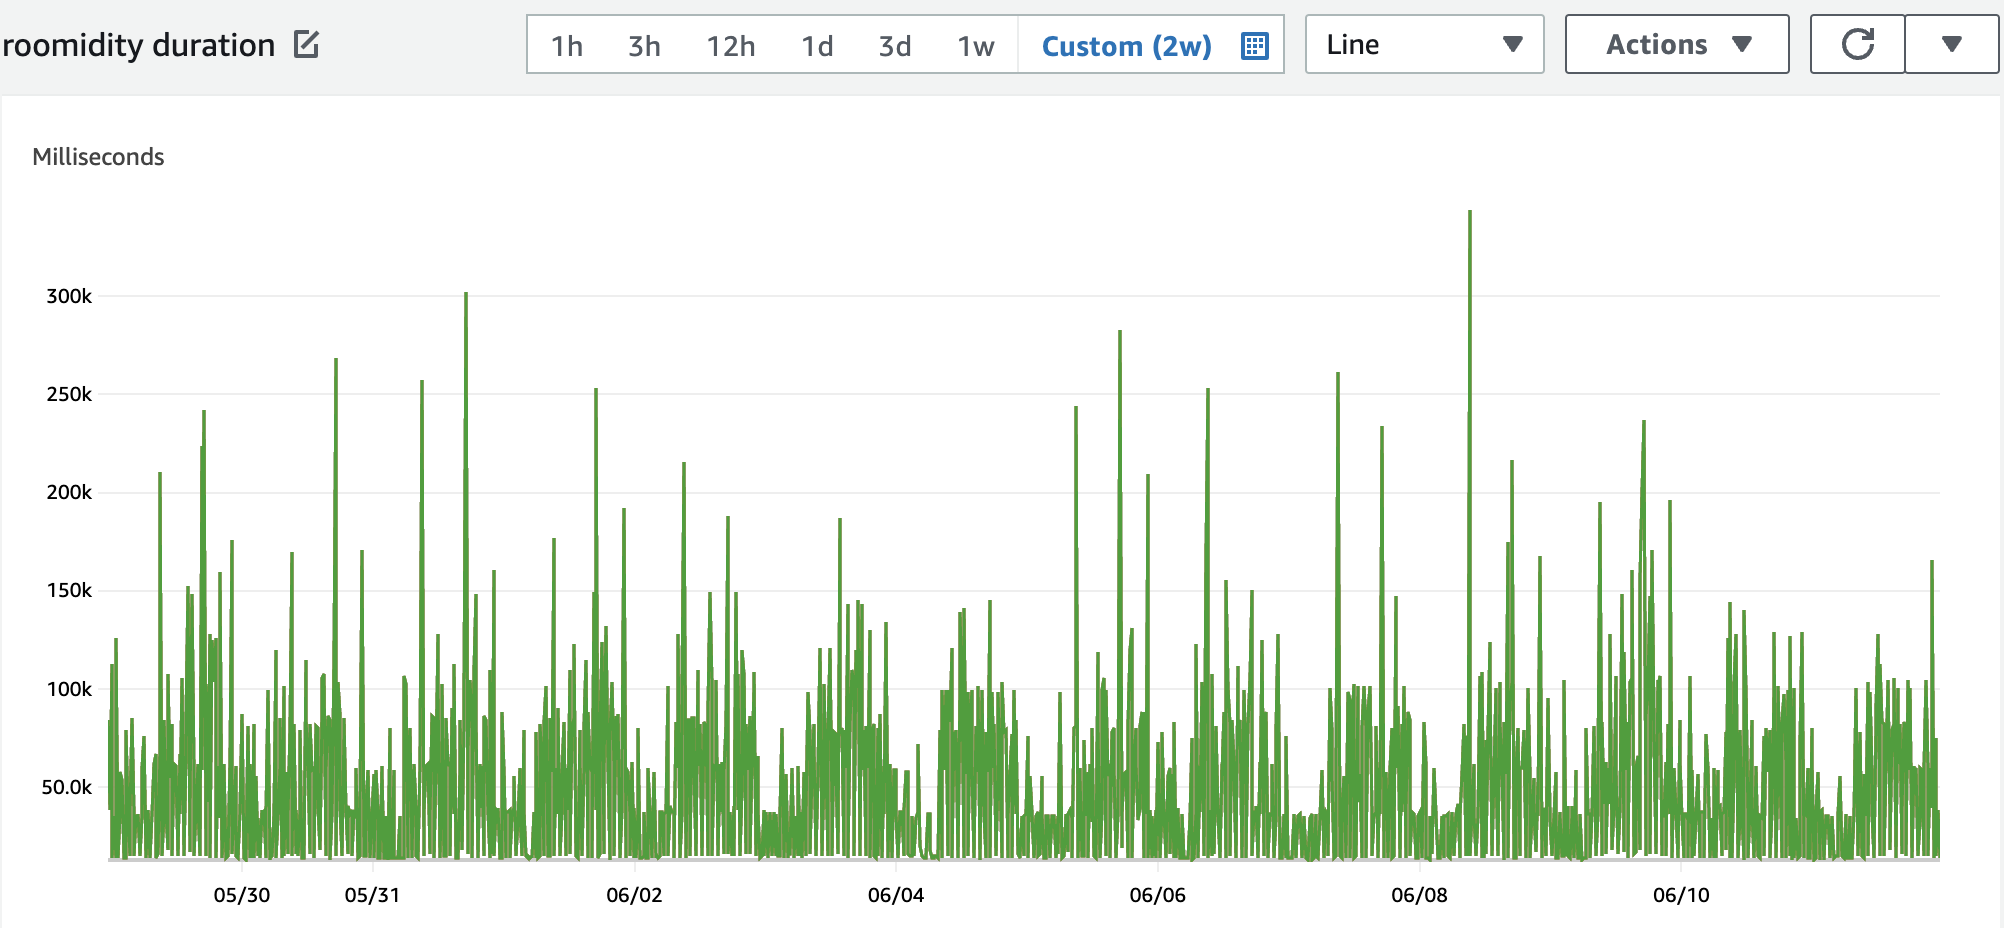 roomidity duration
1h 3h 12h 1d 3d 1w Custom (2w) Line Actions
Milliseconds
300k
250k
200k
150k
100k
50.0k
05/30 05/31 06/02 06/04 06/06 06/08 06/10